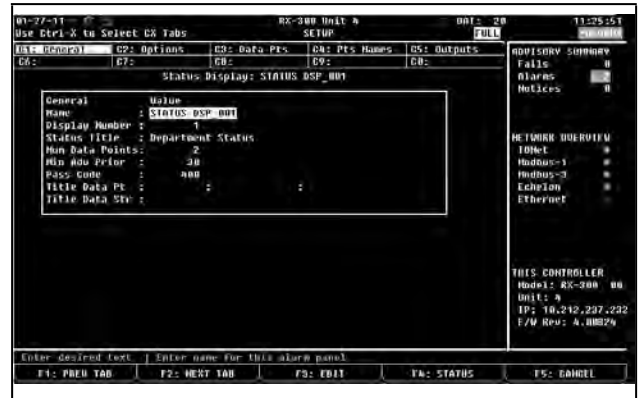 01-27-11 RX-300 Unit 4 OAT: 20 11:25:51
Use Ctrl-X to Select CX Tabs SETUP FULL
C1: General C2: Options C3: Data Pts C4: Pts Names C5: Outputs
C6: C7: C8: C9: C0:
Status Display: STATUS DSP_001
General Value
Name : STATUS DSP_001
Display Number : 1
Status Title : Department Status
Num Data Points: 2
Min Adv Prior : 30
Pass Code : 400
Title Data Pt : : :
Title Data Str :
ADVISORY SUMMARY
Fails 0
Alarms 2
Notices 0
NETWORK OVERVIEW
IONet
Modbus-1
Modbus-3
Echelon
Ethernet
THIS CONTROLLER
Model: RX-300 00
Unit: 4
IP: 10.212.237.232
F/W Rev: 4.00B24
Enter desired text | Enter name for this alarm panel
F1: PREV TAB F2: NEXT TAB F3: EDIT F4: STATUS F5: CANCEL